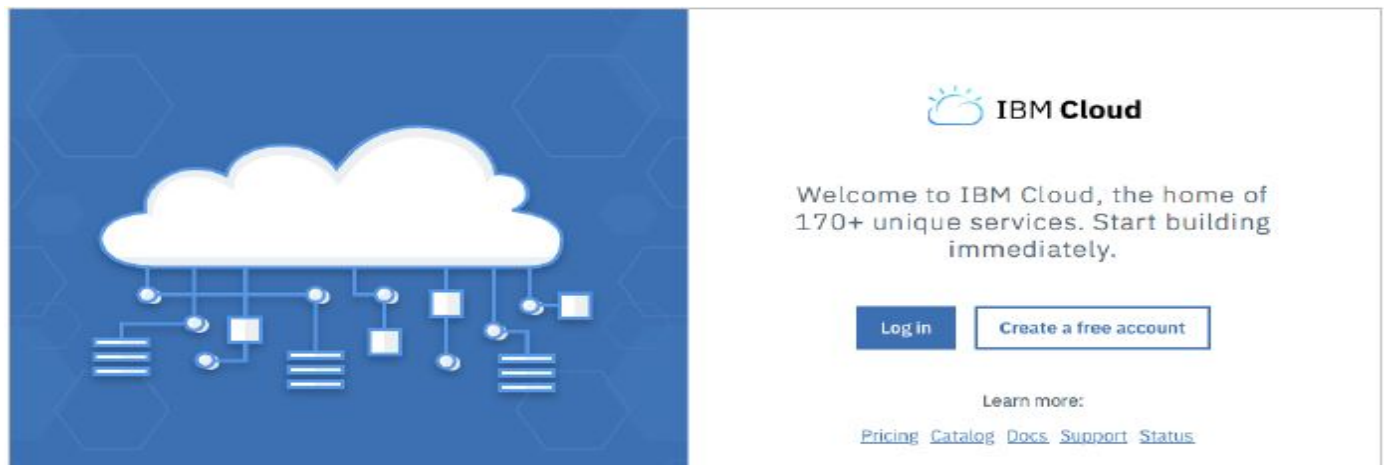 IBM Cloud
Welcome to IBM Cloud, the home of
170+ unique services. Start building
immediately.
Log in Create a free account
Learn more:
Pricing Catalog Docs Support Status